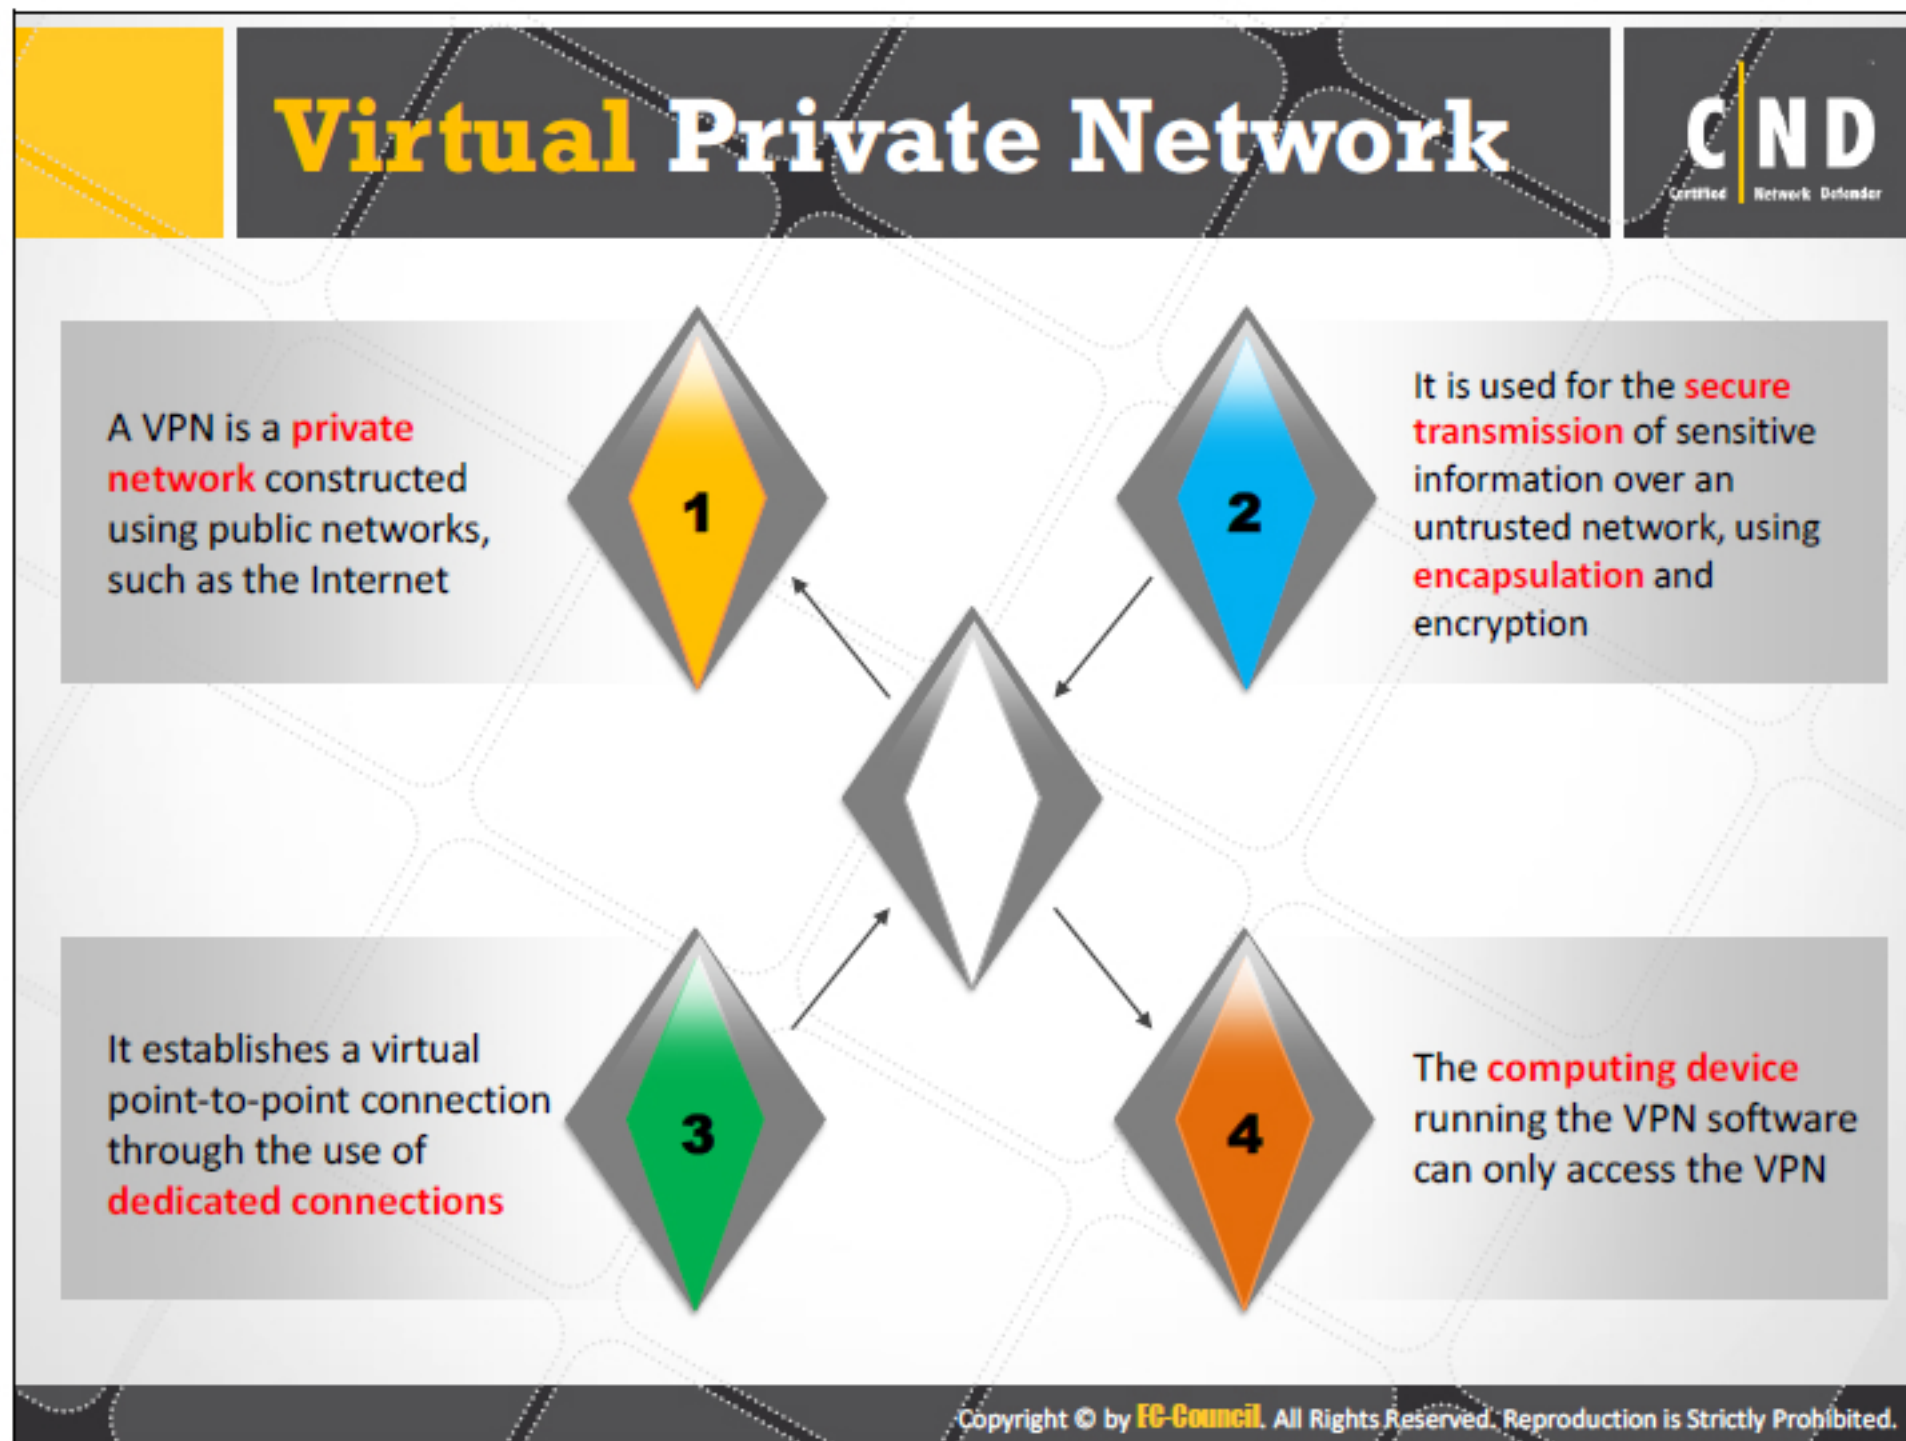 Virtual Private Network
C|ND
Certified Network Defender
A VPN is a private
network constructed
using public networks,
such as the Internet
1
2
It is used for the secure
transmission of sensitive
information over an
untrusted network, using
encapsulation and
encryption
It establishes a virtual
point-to-point connection
through the use of
dedicated connections
3
4
The computing device
running the VPN software
can only access the VPN
Copyright © by EC-Council. All Rights Reserved. Reproduction is Strictly Prohibited.